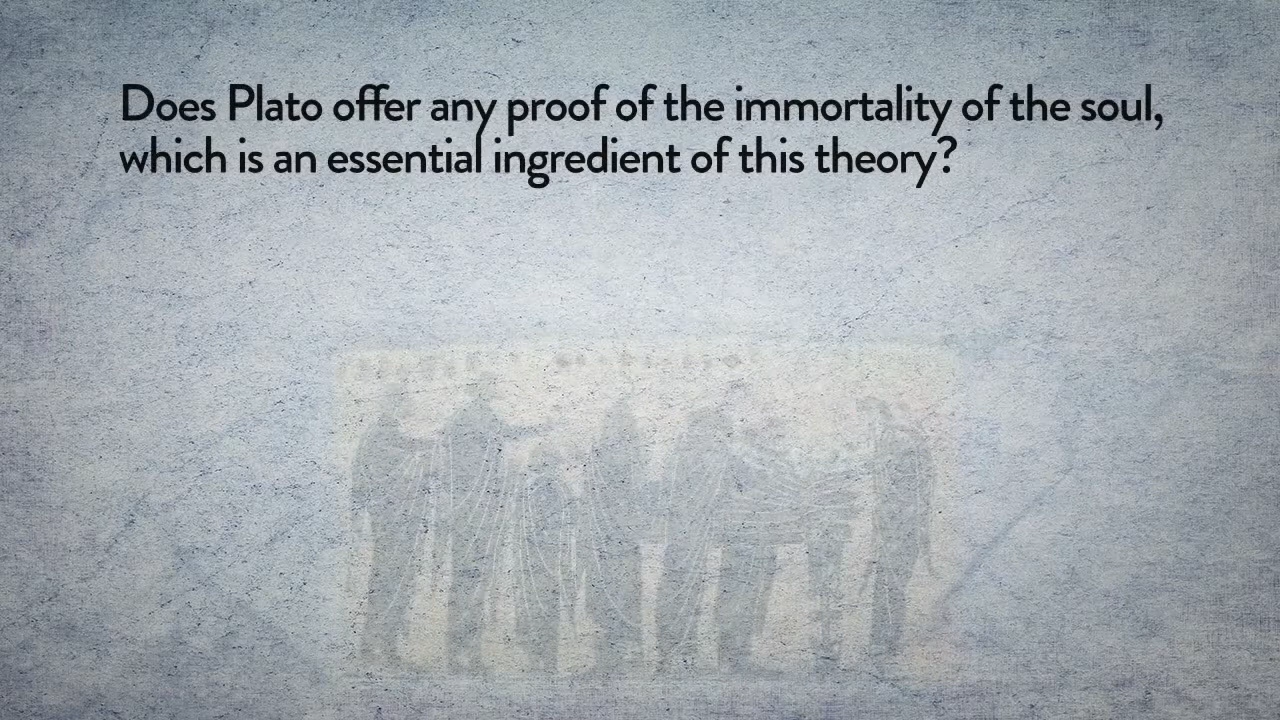 Does Plato offer any proof of the immortality of the soul,
which is an essential ingredient of this theory?